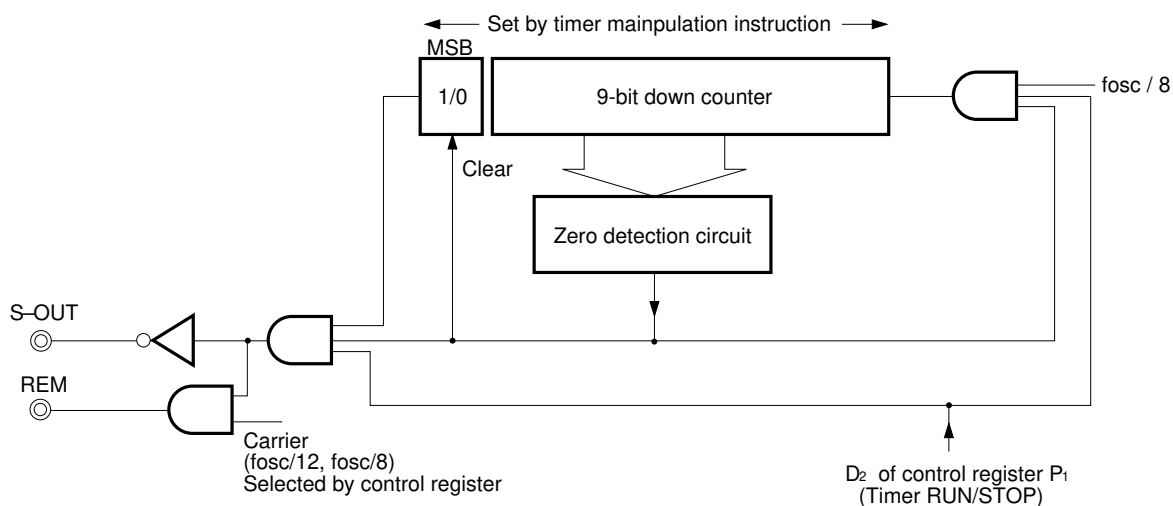 Set by timer mainpulation instruction
MSB
1/0
9-bit down counter
fosc / 8
Clear
Zero detection circuit
S–OUT
REM
Carrier
(fosc/12, fosc/8)
Selected by control register
D2 of control register P1
(Timer RUN/STOP)